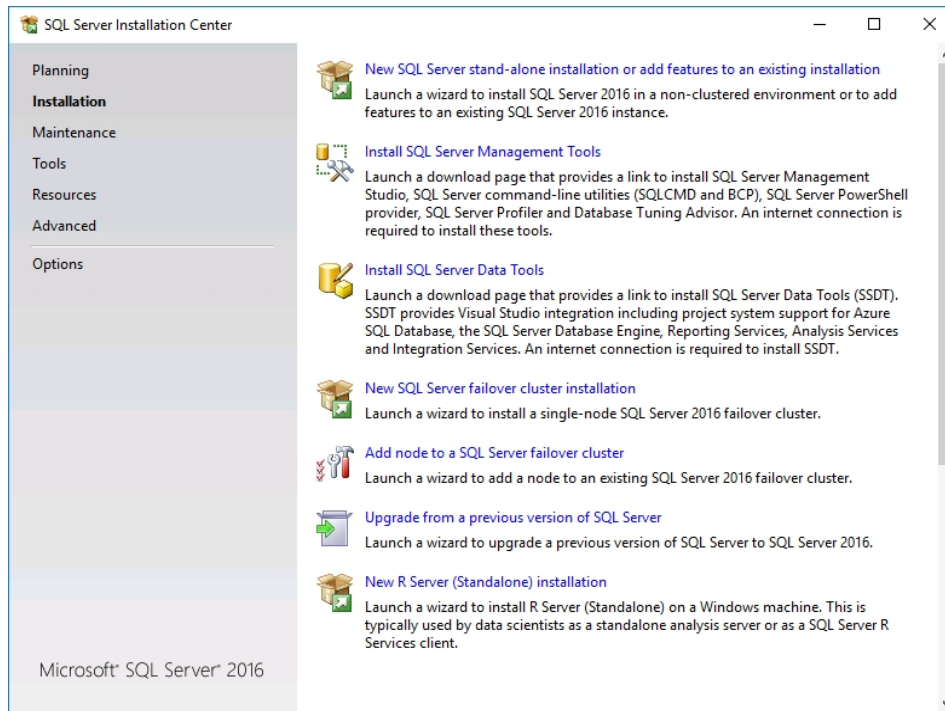 SQL Server Installation Center
Planning
Installation
Maintenance
Tools
Resources
Advanced
Options
Microsoft® SQL Server® 2016
New SQL Server stand-alone installation or add features to an existing installation
Launch a wizard to install SQL Server 2016 in a non-clustered environment or to add
features to an existing SQL Server 2016 instance.
Install SQL Server Management Tools
Launch a download page that provides a link to install SQL Server Management
Studio, SQL Server command-line utilities (SQLCMD and BCP), SQL Server PowerShell
provider, SQL Server Profiler and Database Tuning Advisor. An internet connection is
required to install these tools.
Install SQL Server Data Tools
Launch a download page that provides a link to install SQL Server Data Tools (SSDT).
SSDT provides Visual Studio integration including project system support for Azure
SQL Database, the SQL Server Database Engine, Reporting Services, Analysis Services
and Integration Services. An internet connection is required to install SSDT.
New SQL Server failover cluster installation
Launch a wizard to install a single-node SQL Server 2016 failover cluster.
Add node to a SQL Server failover cluster
Launch a wizard to add a node to an existing SQL Server 2016 failover cluster.
Upgrade from a previous version of SQL Server
Launch a wizard to upgrade a previous version of SQL Server to SQL Server 2016.
New R Server (Standalone) installation
Launch a wizard to install R Server (Standalone) on a Windows machine. This is
typically used by data scientists as a standalone analysis server or as a SQL Server R
Services client.